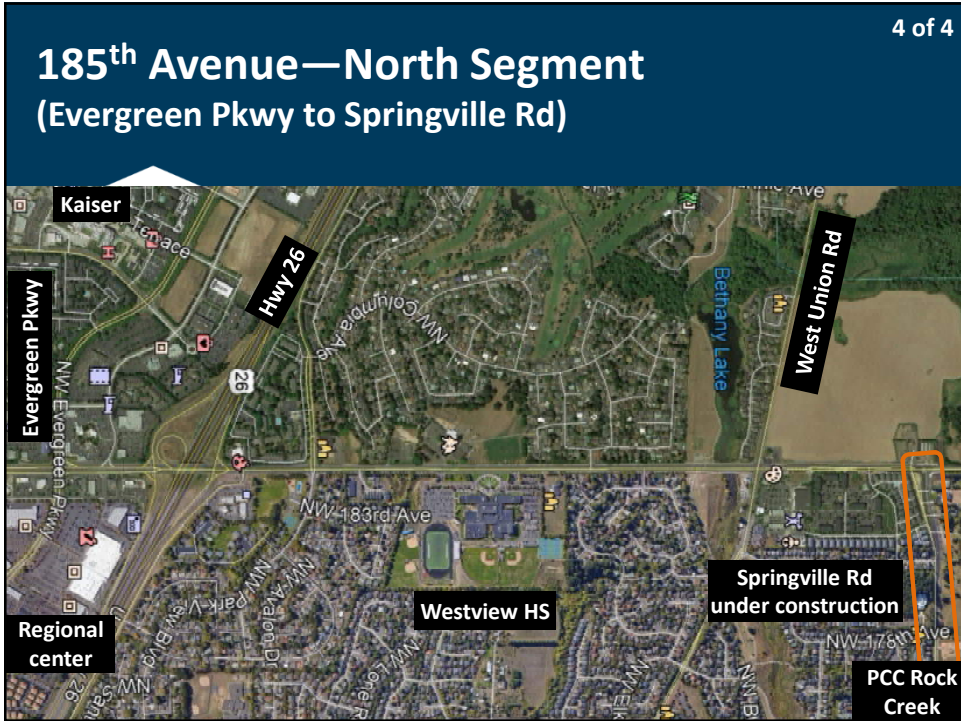 4 of 4
185th Avenue—North Segment
(Evergreen Pkwy to Springville Rd)
Kaiser
Hwy 26
Evergreen Pkwy
NW Evergreen Pkwy
26
NW Columbia Ave
Bethany Lake
West Union Rd
NW 183rd Ave
NW Park View Blvd
NW Avalon Dr
Westview HS
Springville Rd
under construction
NW 178th Ave
Regional
center
26
PCC Rock
Creek